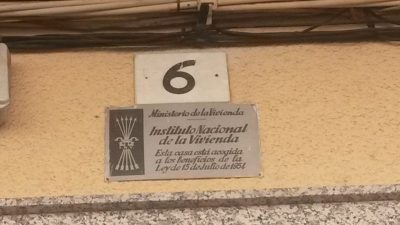 6
Ministerio de la Vivienda
Instituto Nacional
de la Vivienda
Esta casa está acogida
a los beneficios de la
Ley de 15 de Julio de 1954